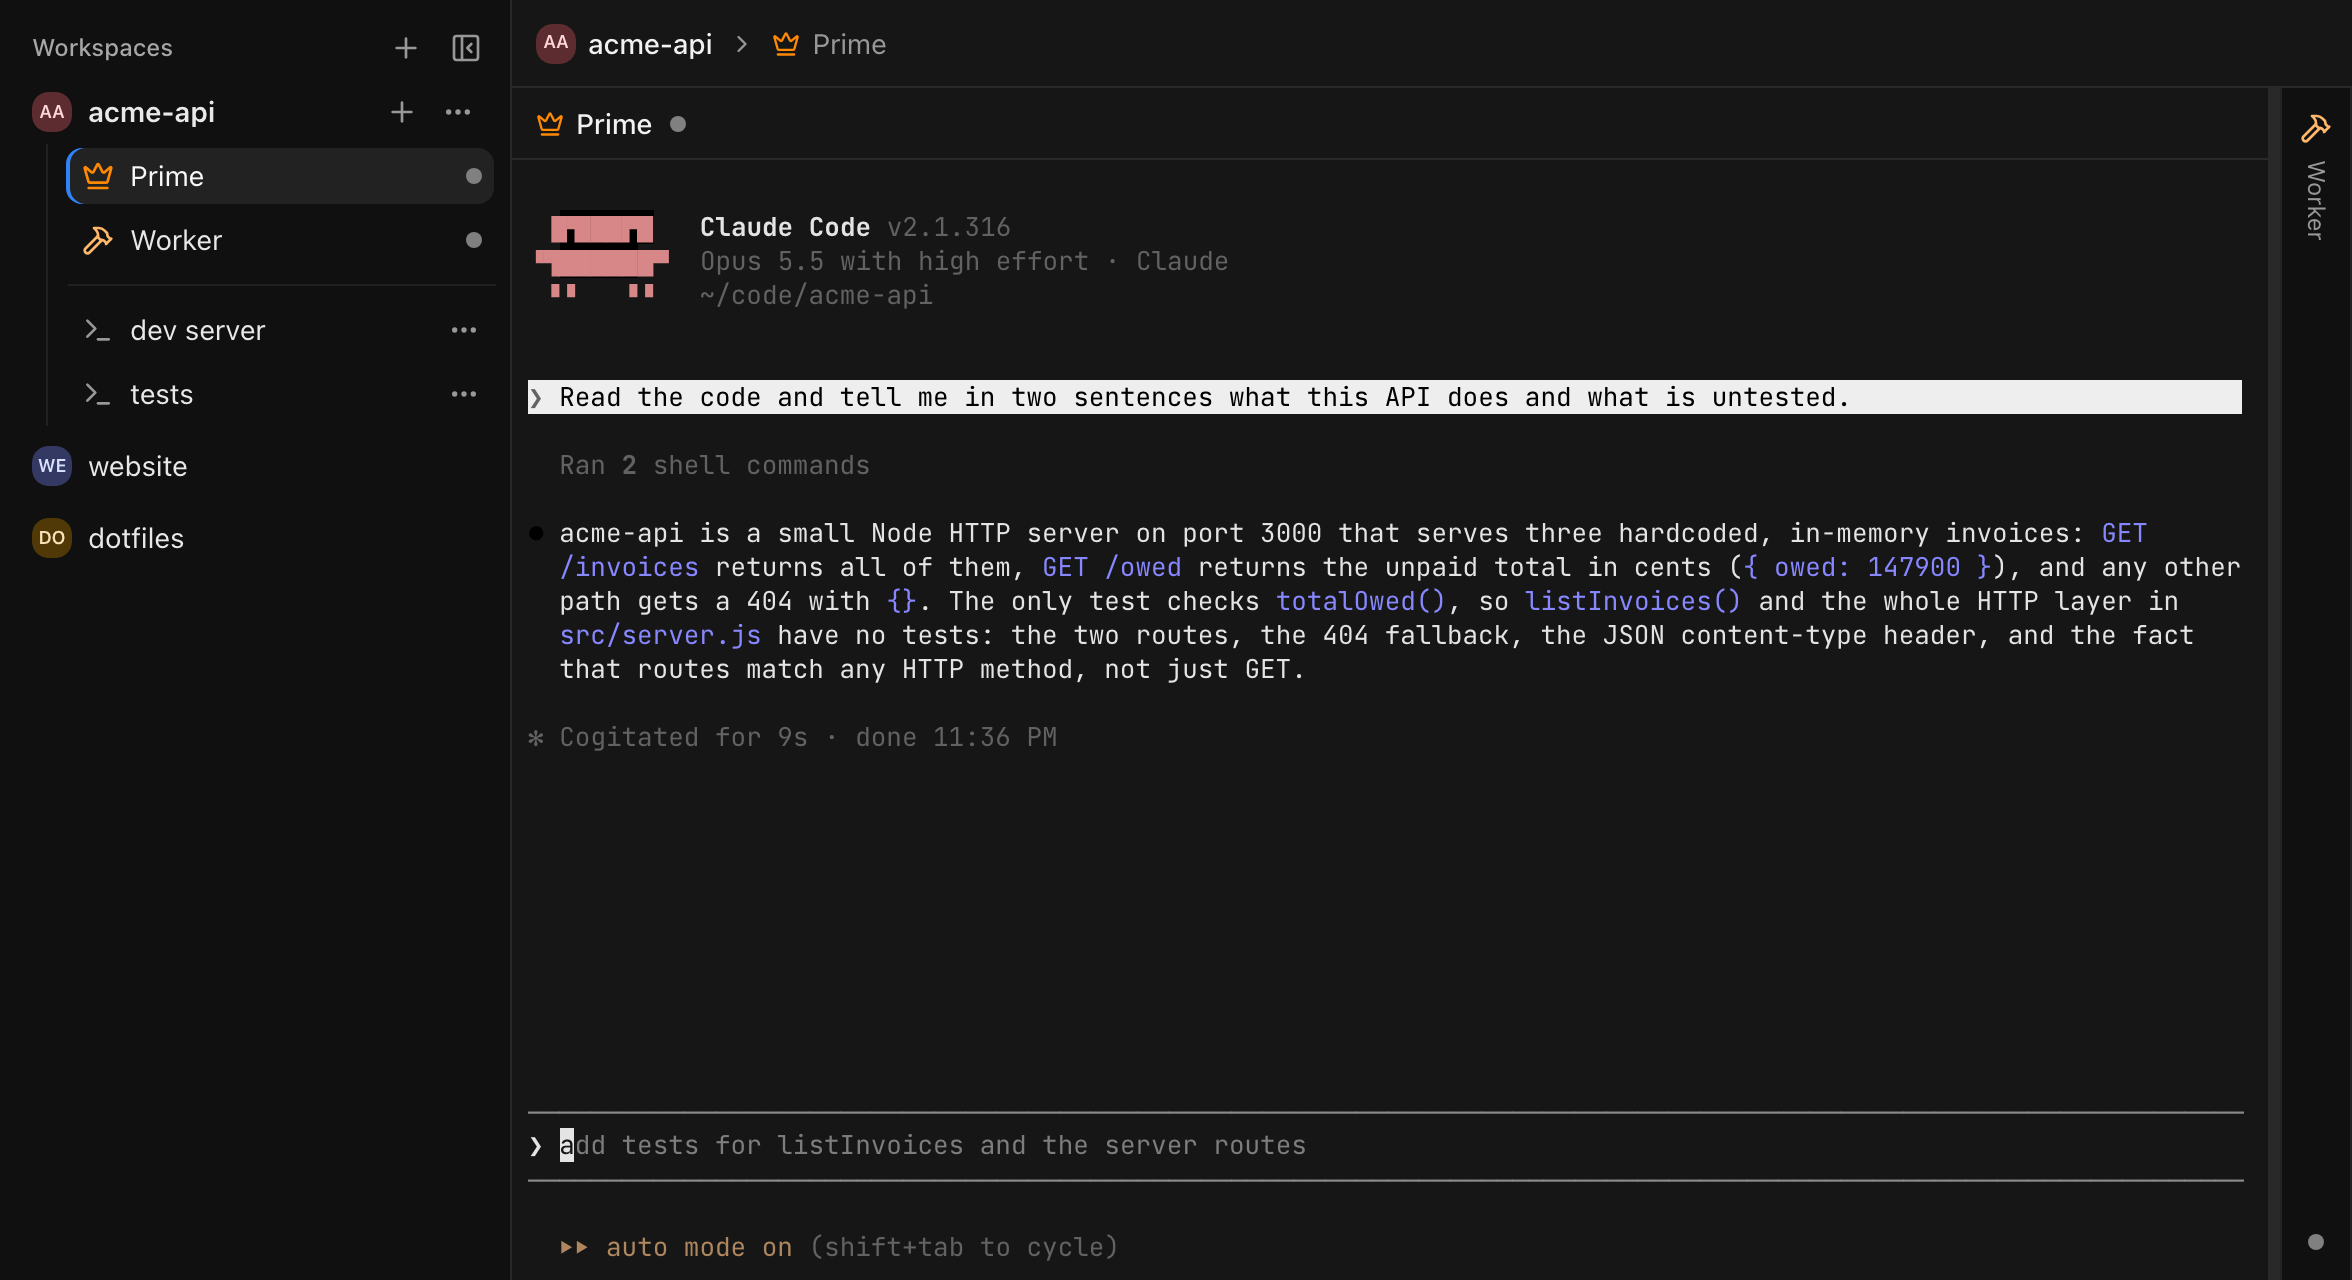 Workspaces
AA acme-api
Prime
Worker
dev server
tests
WE website
DO dotfiles
AA acme-api > Prime
Prime
Claude Code v2.1.316
Opus 5.5 with high effort · Claude
~/code/acme-api
❯ Read the code and tell me in two sentences what this API does and what is untested.
Ran 2 shell commands
● acme-api is a small Node HTTP server on port 3000 that serves three hardcoded, in-memory invoices: GET
/invoices returns all of them, GET /owed returns the unpaid total in cents ({ owed: 147900 }), and any other
path gets a 404 with {}. The only test checks totalOwed(), so listInvoices() and the whole HTTP layer in
src/server.js have no tests: the two routes, the 404 fallback, the JSON content-type header, and the fact
that routes match any HTTP method, not just GET.
✻ Cogitated for 9s · done 11:36 PM
❯ add tests for listInvoices and the server routes
⏵⏵ auto mode on (shift+tab to cycle)
Worker